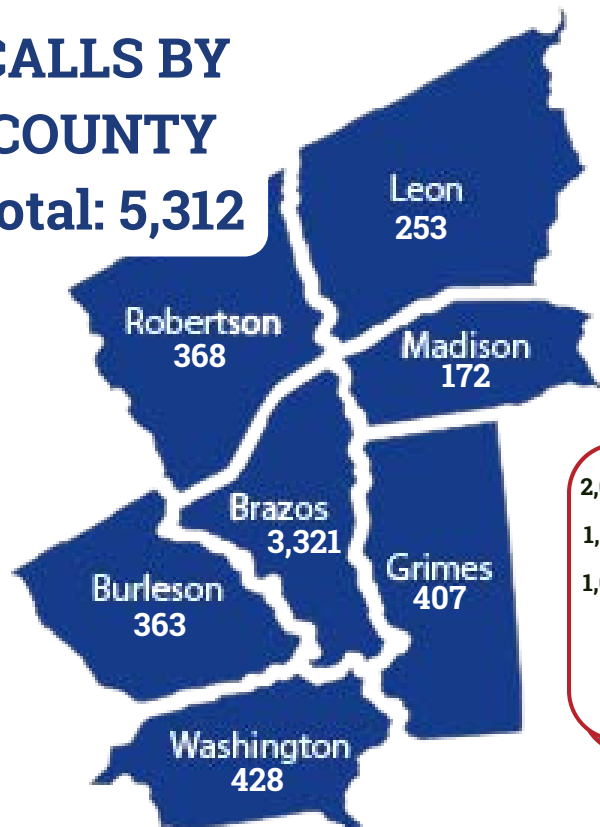 CALLS BY
COUNTY
otal: 5,312
Leon
253
Robertson
368
Madison
172
Brazos
3,321
Grimes
407
Burleson
363
Washington
428